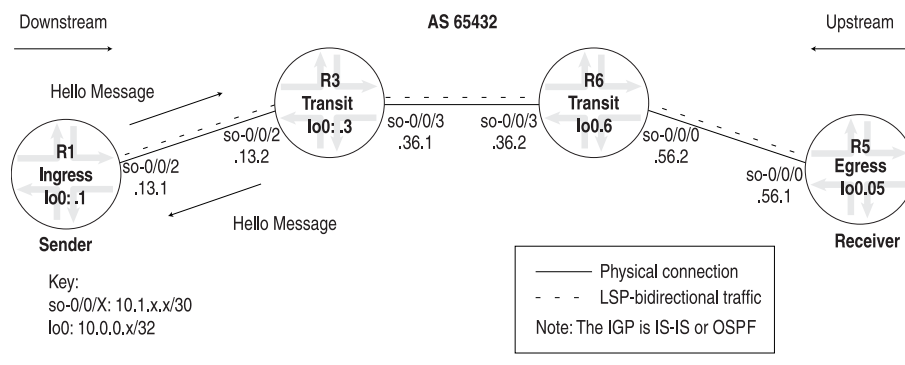 Downstream
AS 65432
Upstream
Hello Message
R3
Transit
lo0: .3
R6
Transit
lo0.6
so-0/0/2
.13.2
so-0/0/3
.36.1
so-0/0/3
.36.2
so-0/0/0
.56.2
R1
Ingress
lo0: .1
so-0/0/2
.13.1
R5
Egress
lo0.05
so-0/0/0
.56.1
Hello Message
Sender
Receiver
Key:
so-0/0/X: 10.1.x.x/30
lo0: 10.0.0.x/32
Physical connection
LSP-bidirectional traffic
Note: The IGP is IS-IS or OSPF